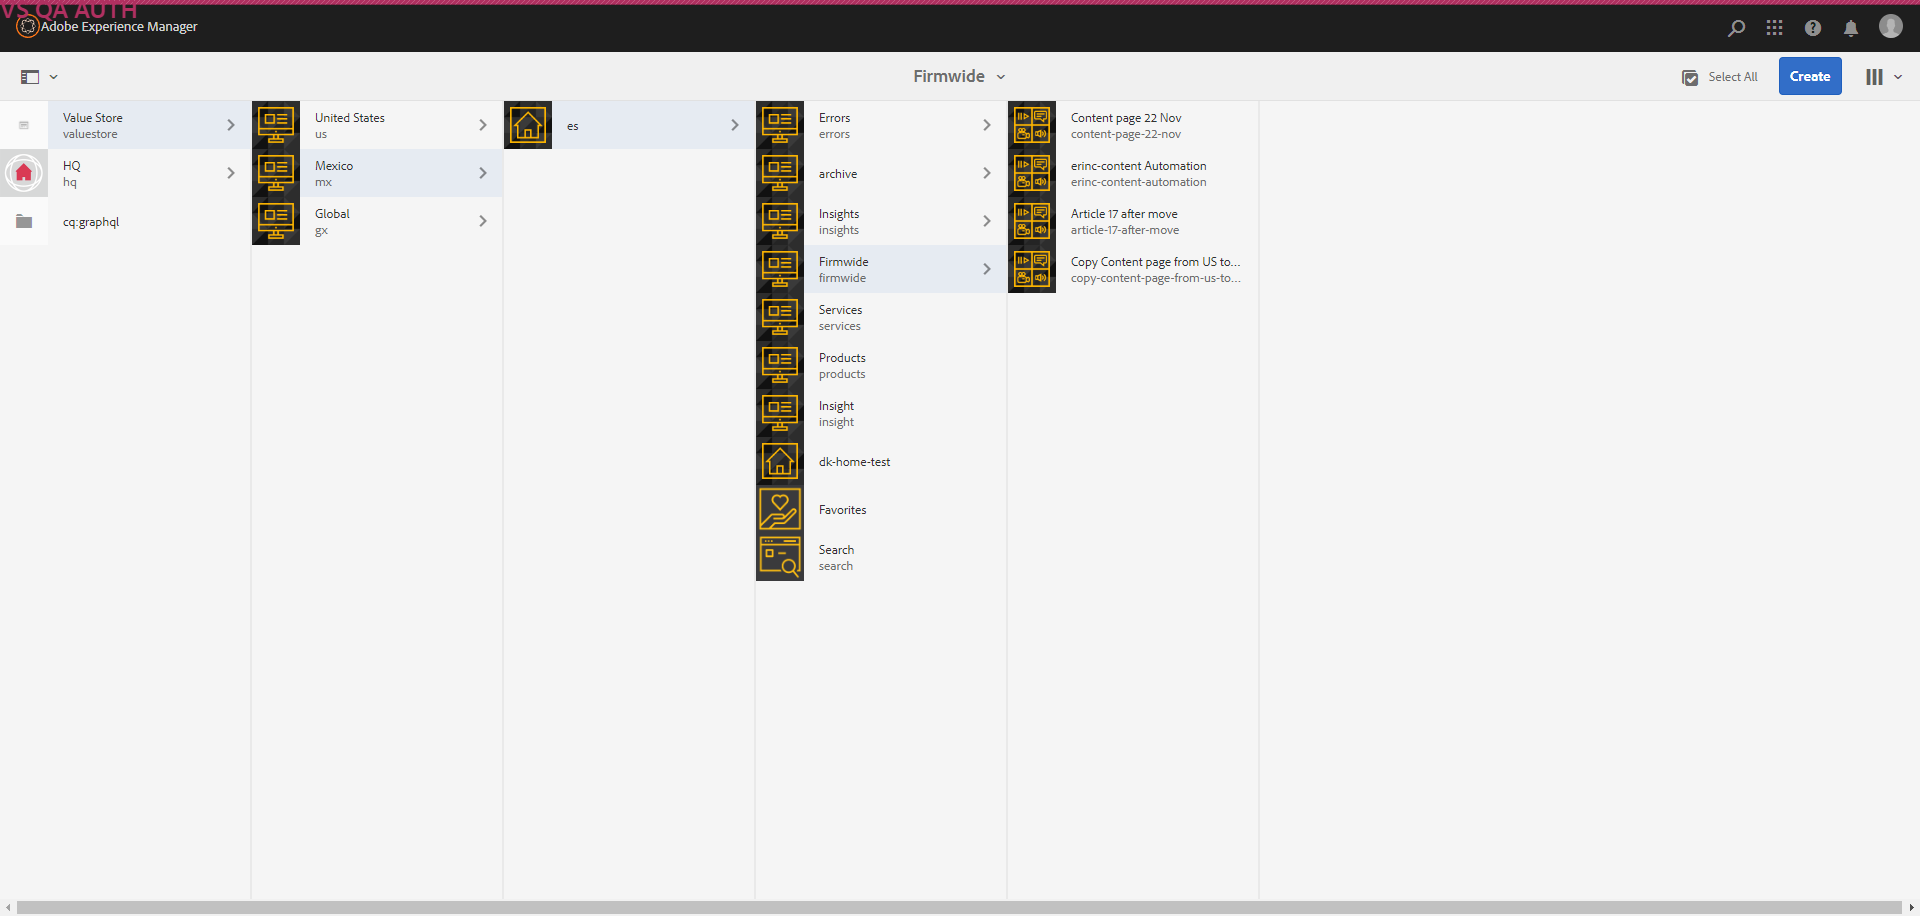 VS QA AUTH
Adobe Experience Manager
Firmwide
Select All
Create
Value Store
valuestore
HQ
hq
cq:graphql
United States
us
Mexico
mx
Global
gx
es
Errors
errors
archive
Insights
insights
Firmwide
firmwide
Services
services
Products
products
Insight
insight
dk-home-test
Favorites
Search
search
Content page 22 Nov
content-page-22-nov
erinc-content Automation
erinc-content-automation
Article 17 after move
article-17-after-move
Copy Content page from US to...
copy-content-page-from-us-to...